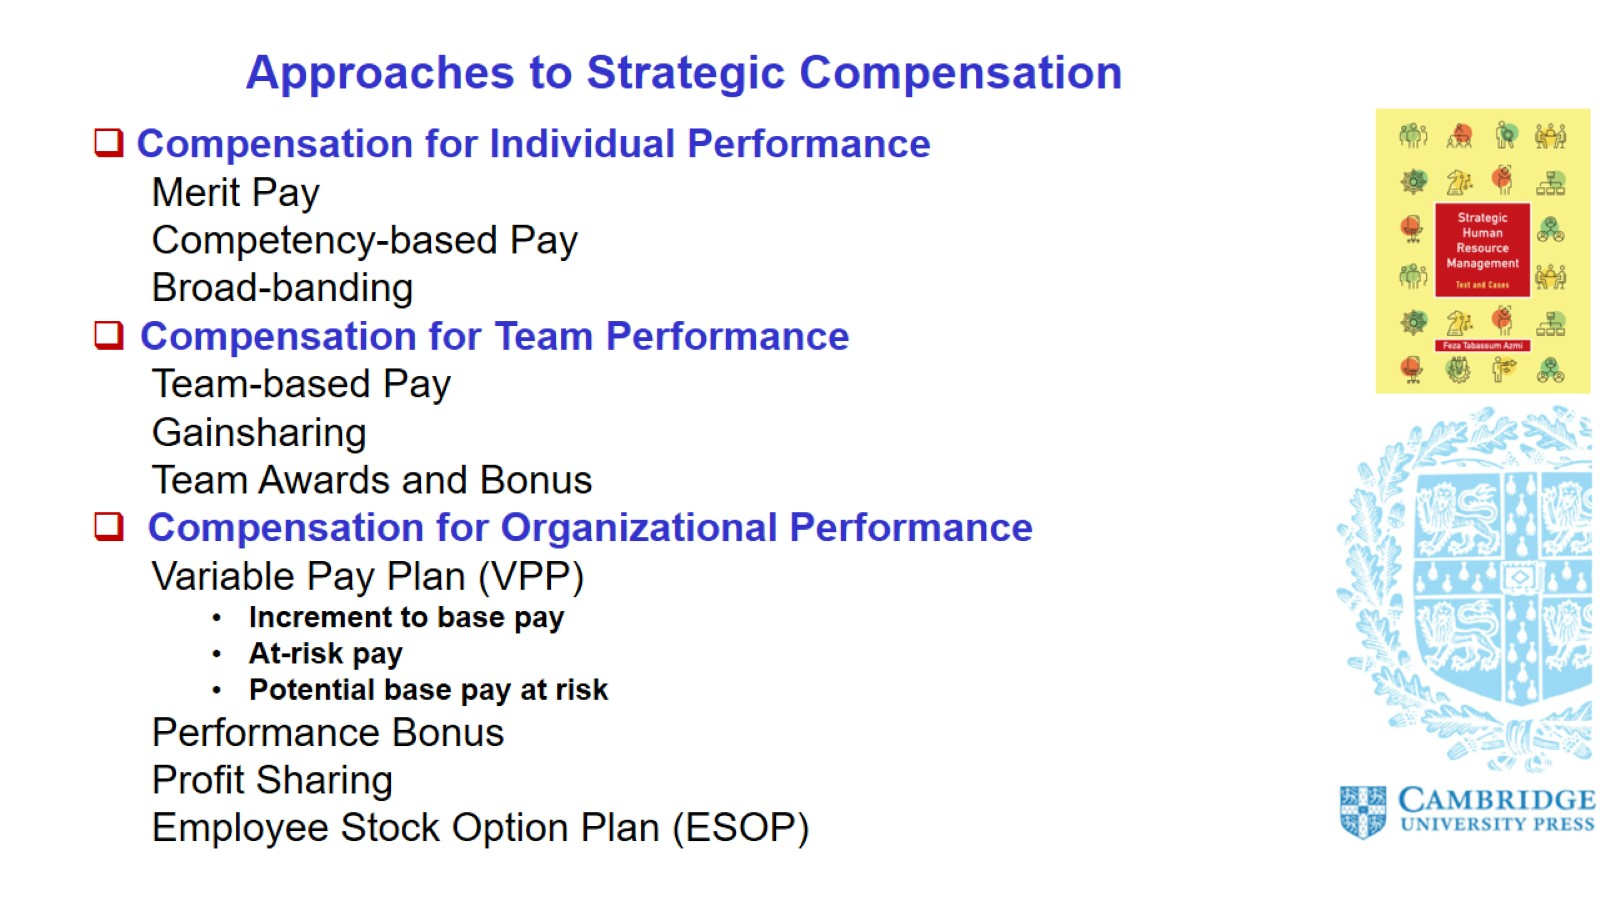 Approaches to Strategic Compensation
❑ Compensation for Individual Performance
Merit Pay
Competency-based Pay
Broad-banding
❑ Compensation for Team Performance
Team-based Pay
Gainsharing
Team Awards and Bonus
❑ Compensation for Organizational Performance
Variable Pay Plan (VPP)
• Increment to base pay
• At-risk pay
• Potential base pay at risk
Performance Bonus
Profit Sharing
Employee Stock Option Plan (ESOP)
Strategic
Human
Resource
Management
Text and Cases
Feza Tabassum Azmi
CAMBRIDGE
UNIVERSITY PRESS